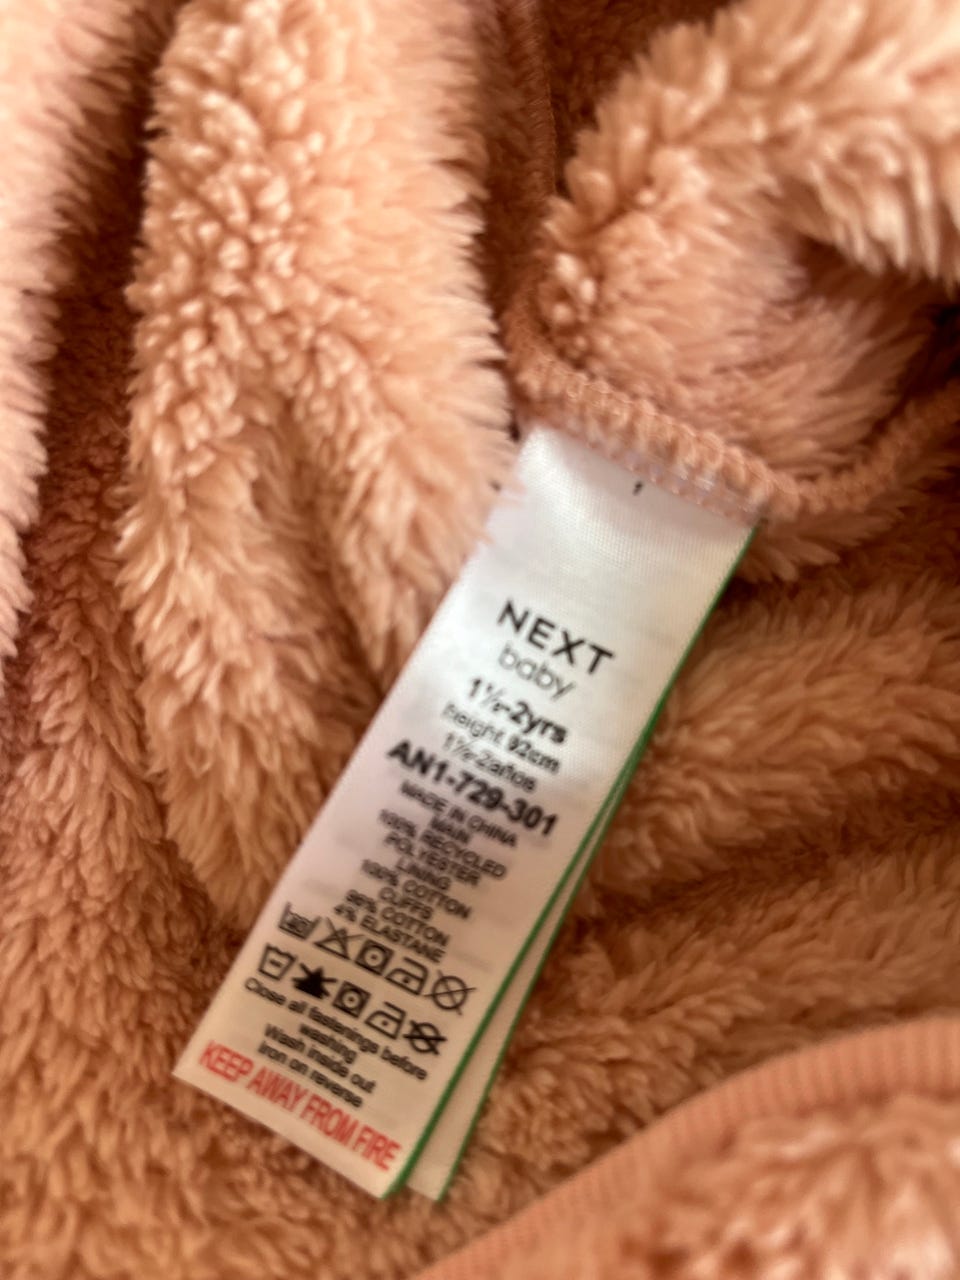 1
NEXT
baby
1½-2yrs
height 92cm
1½-2años
AN1-729-301
MADE IN CHINA
MAIN
100% RECYCLED
POLYESTER
LINING
100% COTTON
CUFFS
96% COTTON
4% ELASTANE
Close all fastenings before
washing
Wash inside out
Iron on reverse
KEEP AWAY FROM FIRE